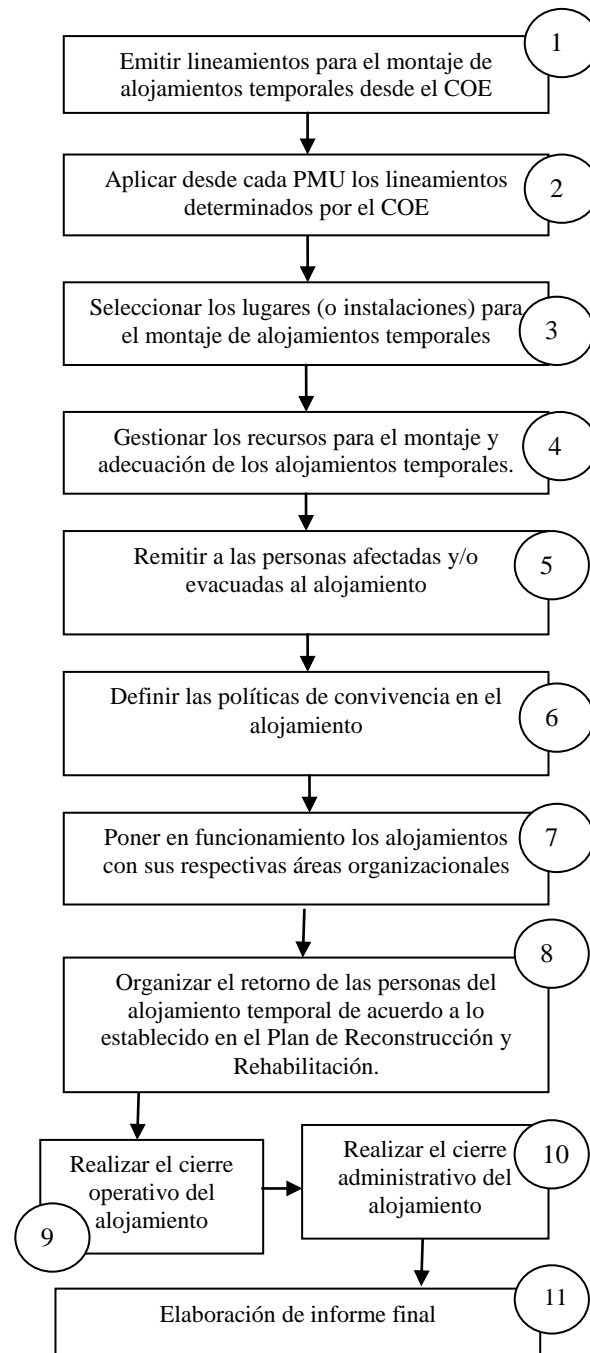 1
Emitir lineamientos para el montaje de
alojamientos temporales desde el COE
2
Aplicar desde cada PMU los lineamientos
determinados por el COE
3
Seleccionar los lugares (o instalaciones) para
el montaje de alojamientos temporales
4
Gestionar los recursos para el montaje y
adecuación de los alojamientos temporales.
5
Remitir a las personas afectadas y/o
evacuadas al alojamiento
6
Definir las políticas de convivencia en el
alojamiento
7
Poner en funcionamiento los alojamientos
con sus respectivas áreas organizacionales
8
Organizar el retorno de las personas del
alojamiento temporal de acuerdo a lo
establecido en el Plan de Reconstrucción y
Rehabilitación.
Realizar el cierre
operativo del
alojamiento
9
10
Realizar el cierre
administrativo del
alojamiento
11
Elaboración de informe final